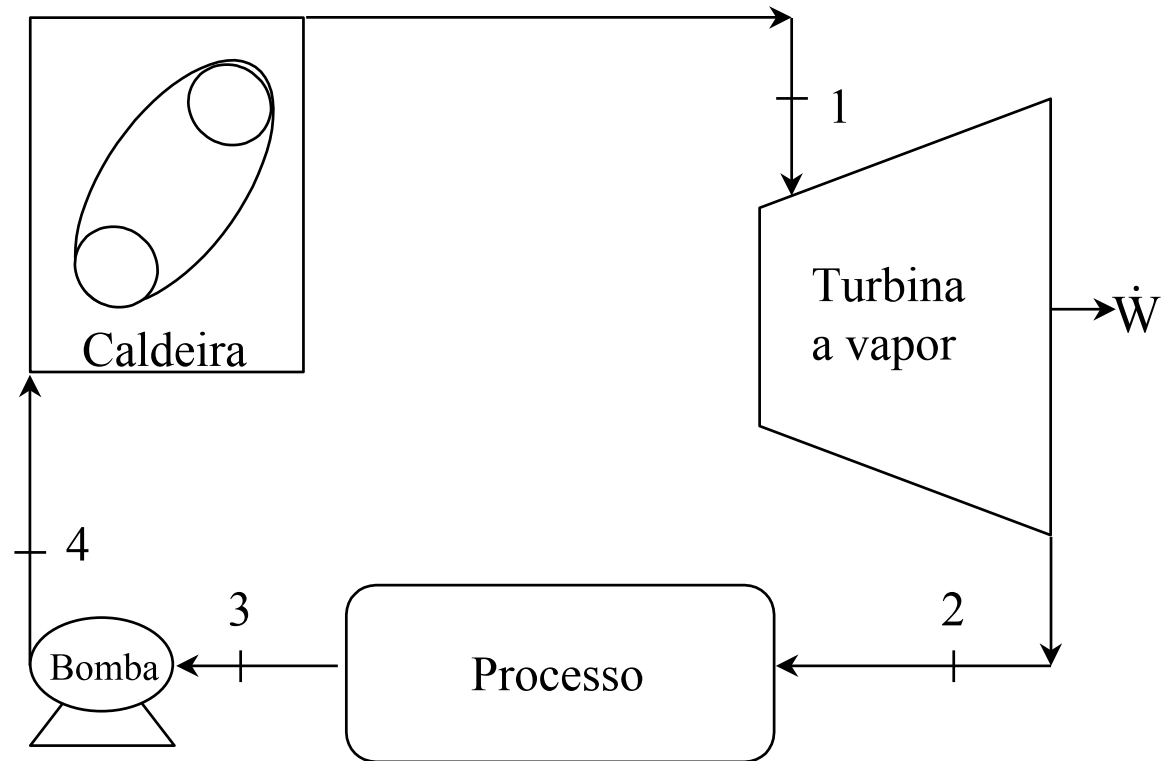 1
Turbina
a vapor
Ẇ
Caldeira
4
3
2
Bomba
Processo